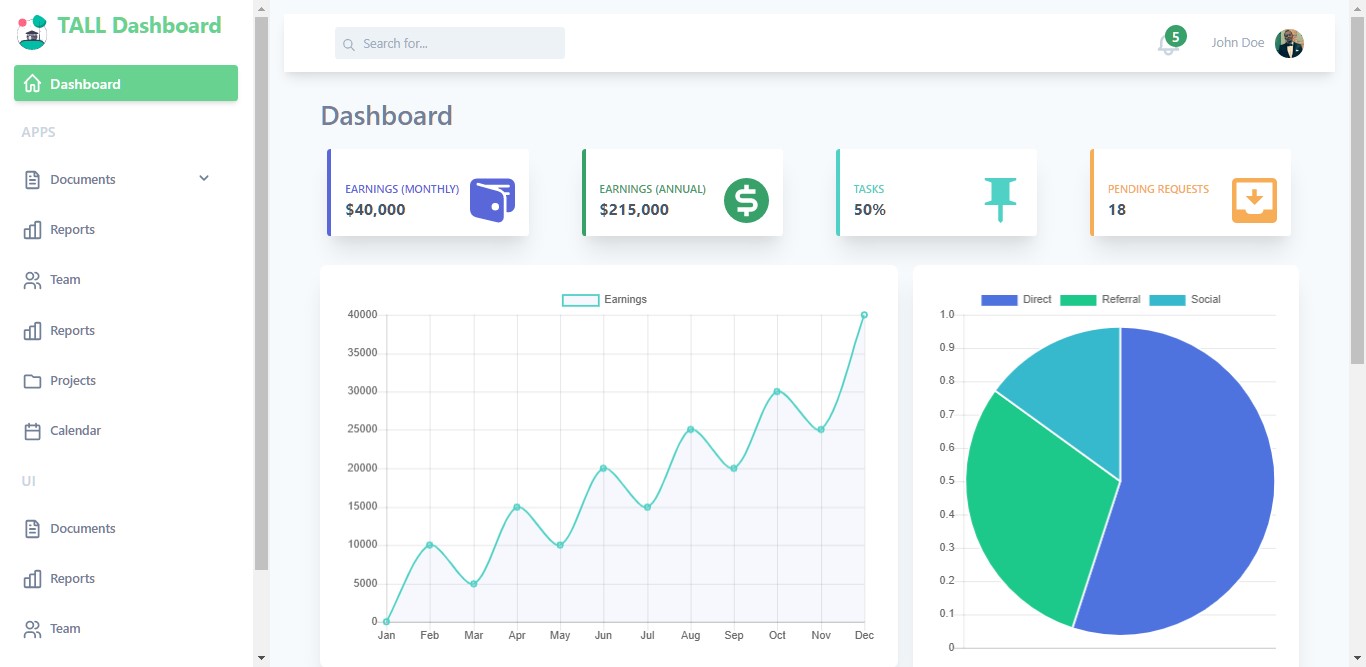 TALL Dashboard
Dashboard
APPS
Documents
Reports
Team
Reports
Projects
Calendar
UI
Documents
Reports
Team
Search for...
5
John Doe
Dashboard
EARNINGS (MONTHLY)
$40,000
EARNINGS (ANNUAL)
$215,000
TASKS
50%
PENDING REQUESTS
18
Earnings
40000
35000
30000
25000
20000
15000
10000
5000
0
Jan Feb Mar Apr May Jun Jul Aug Sep Oct Nov Dec
Direct Referral Social
1.0
0.9
0.8
0.7
0.6
0.5
0.4
0.3
0.2
0.1
0